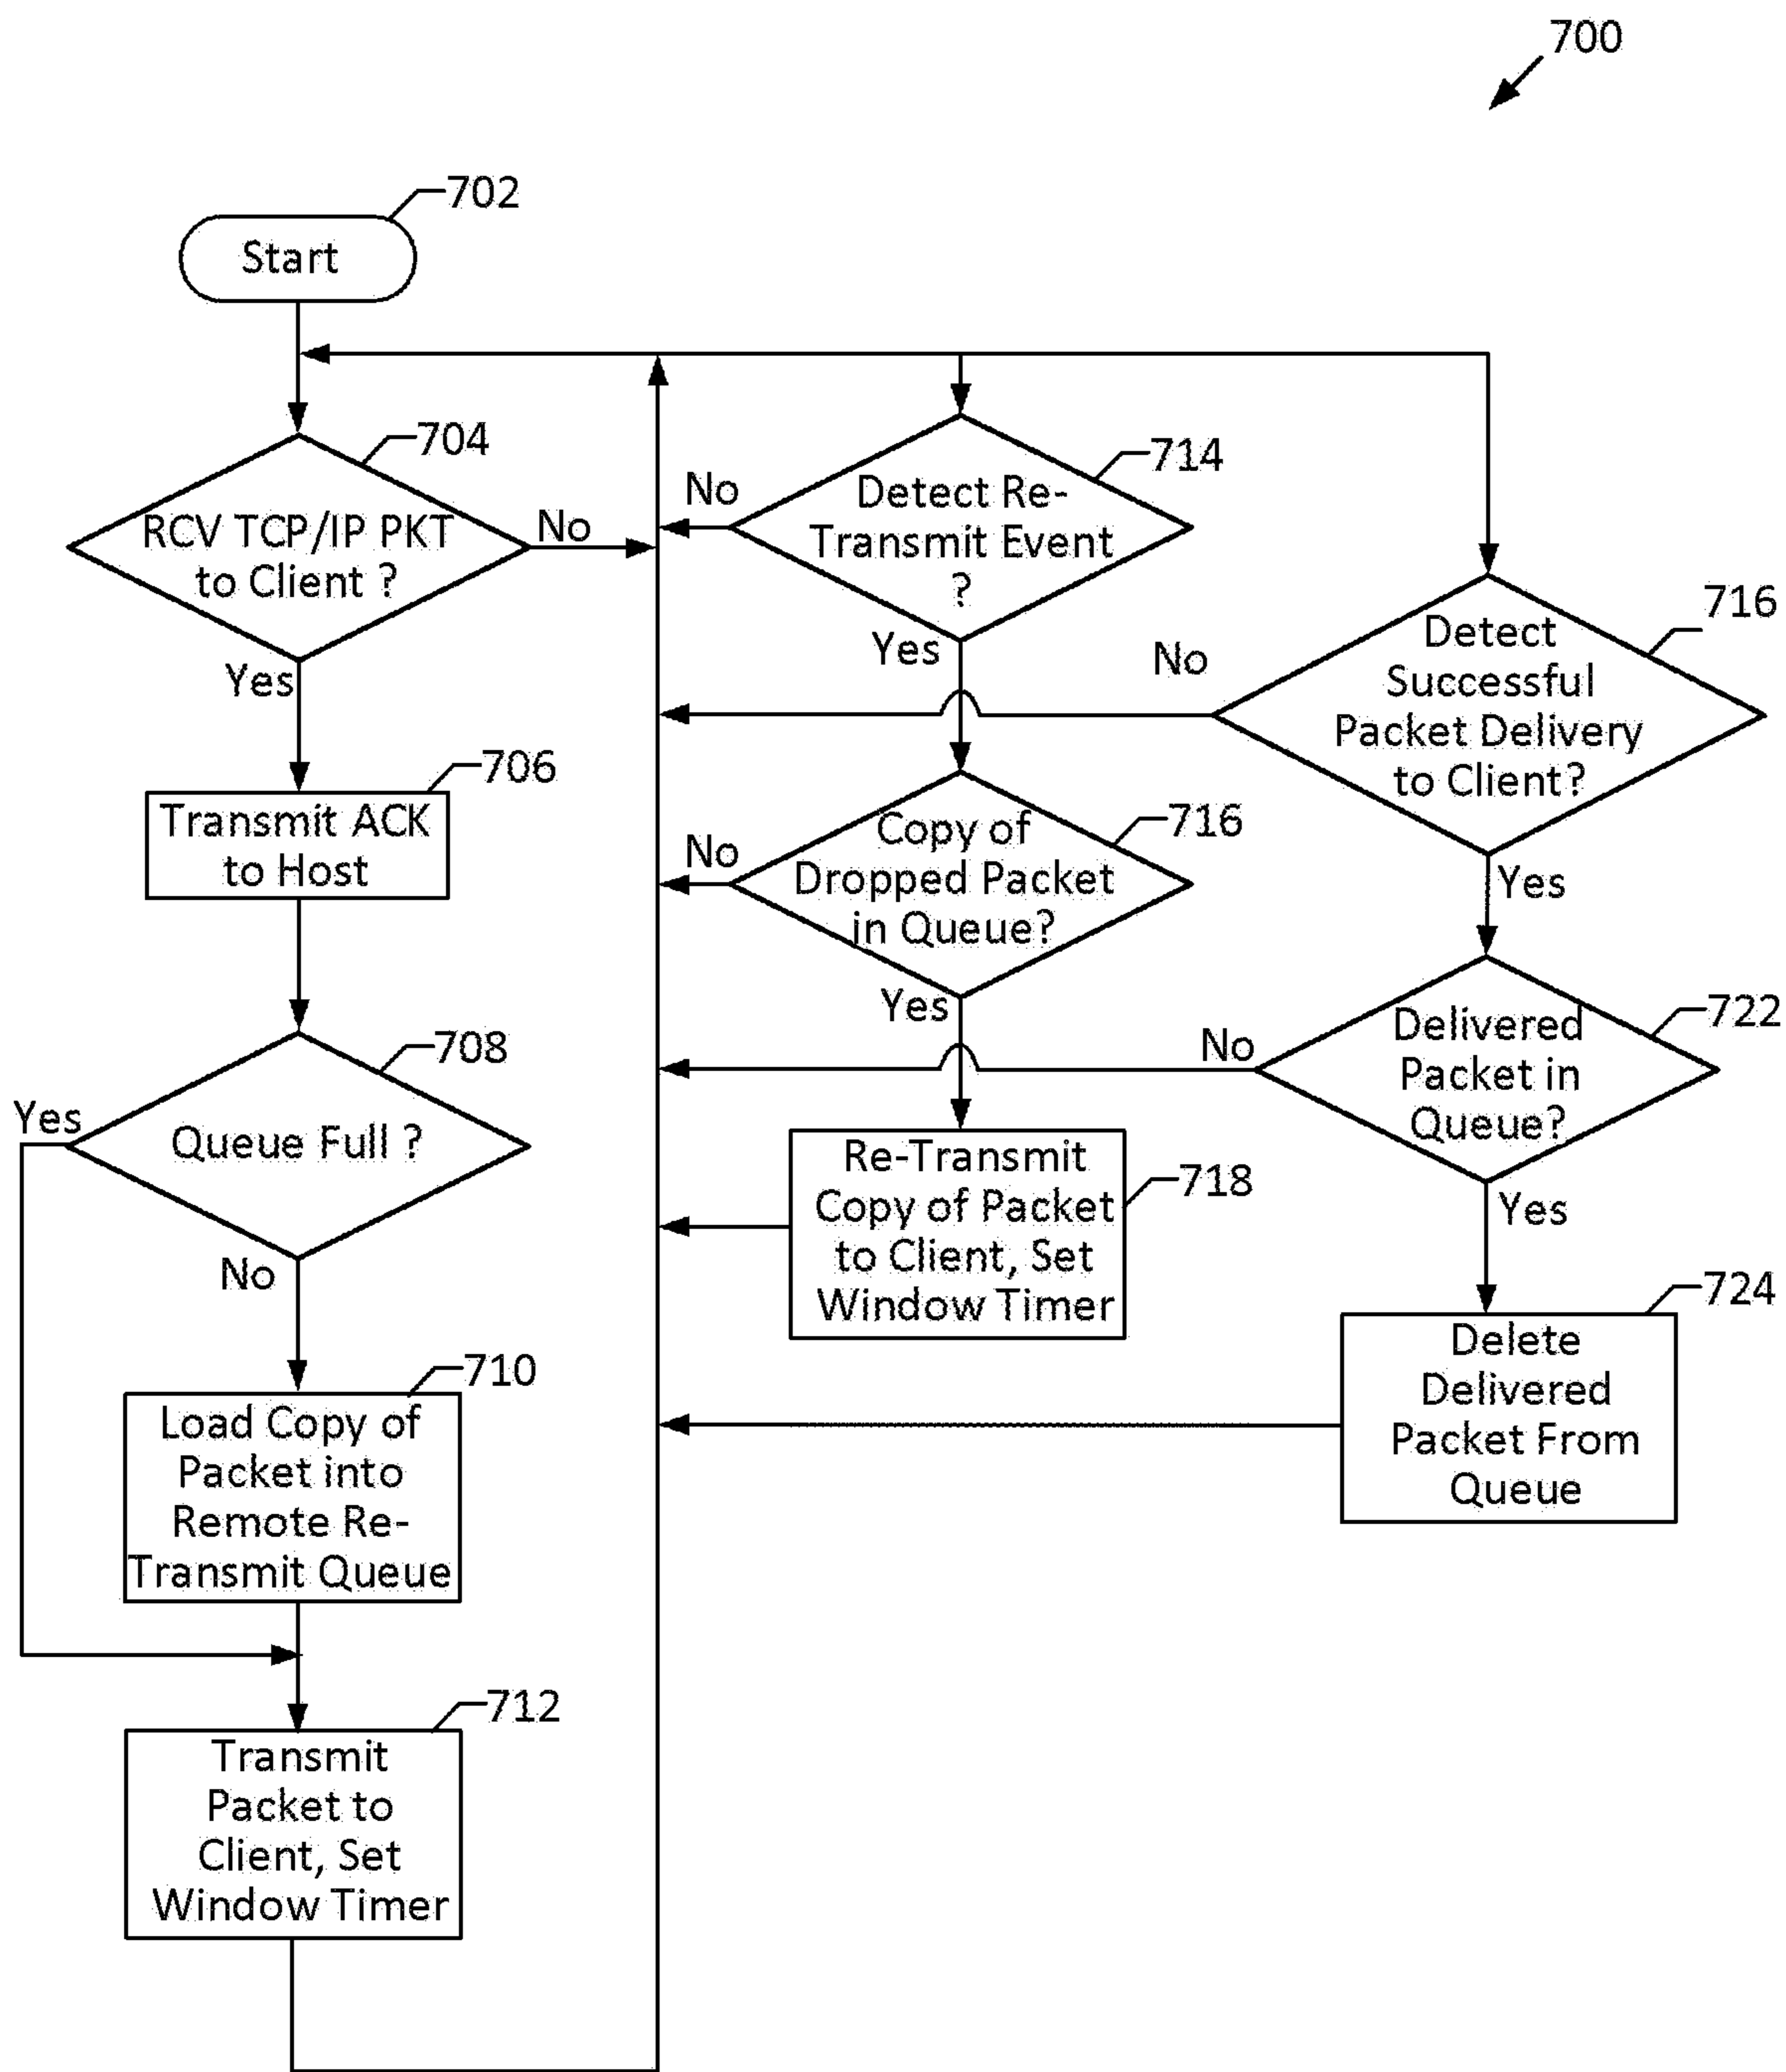 700
702
Start
704
RCV TCP/IP PKT
to Client ?
No
Yes
706
Transmit ACK
to Host
708
Queue Full ?
Yes
No
710
Load Copy of
Packet into
Remote Re-
Transmit Queue
712
Transmit
Packet to
Client, Set
Window Timer
714
Detect Re-
Transmit Event
?
No
Yes
716
Copy of
Dropped Packet
in Queue?
No
Yes
718
Re-Transmit
Copy of Packet
to Client, Set
Window Timer
716
Detect
Successful
Packet Delivery
to Client?
No
Yes
722
Delivered
Packet in
Queue?
No
Yes
724
Delete
Delivered
Packet From
Queue